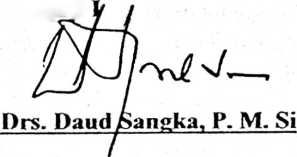 Drs. Daud Sangka, P. M. Si